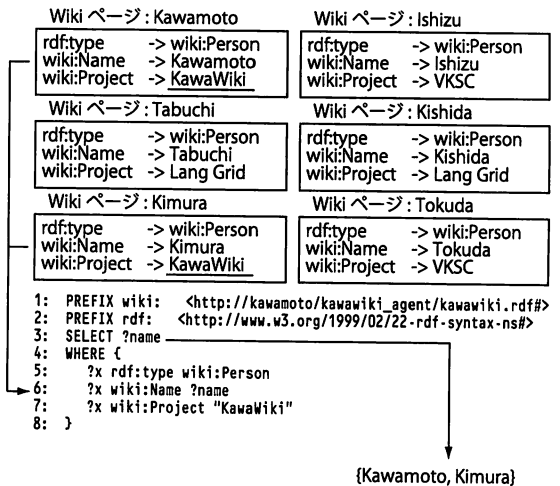 Wiki ページ : Kawamoto
rdf:type -> wiki:Person
wiki:Name -> Kawamoto
wiki:Project -> KawaWiki
Wiki ページ : Ishizu
rdf:type -> wiki:Person
wiki:Name -> Ishizu
wiki:Project -> VKSC
Wiki ページ : Tabuchi
rdf:type -> wiki:Person
wiki:Name -> Tabuchi
wiki:Project -> Lang Grid
Wiki ページ : Kishida
rdf:type -> wiki:Person
wiki:Name -> Kishida
wiki:Project -> Lang Grid
Wiki ページ : Kimura
rdf:type -> wiki:Person
wiki:Name -> Kimura
wiki:Project -> KawaWiki
Wiki ページ : Tokuda
rdf:type -> wiki:Person
wiki:Name -> Tokuda
wiki:Project -> VKSC
1: PREFIX wiki: <http://kawamoto/kawawiki_agent/kawawiki.rdf#>
2: PREFIX rdf: <http://www.w3.org/1999/02/22-rdf-syntax-ns#>
3: SELECT ?name
4: WHERE {
5: ?x rdf:type wiki:Person
6: ?x wiki:Name ?name
7: ?x wiki:Project "KawaWiki"
8: }
{Kawamoto, Kimura}